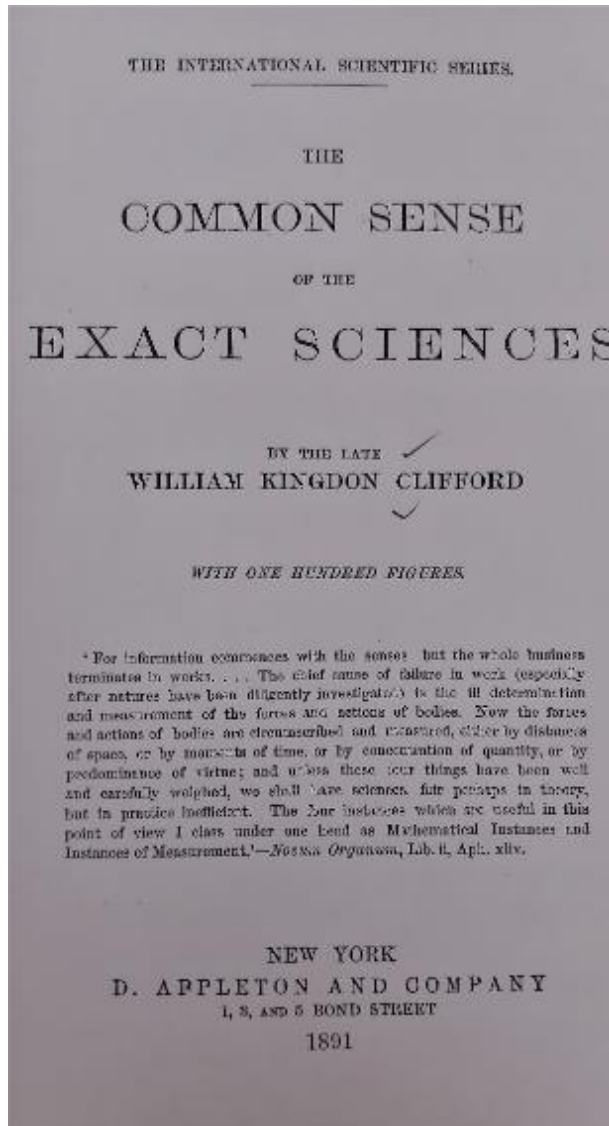 THE INTERNATIONAL SCIENTIFIC SERIES.
THE
COMMON SENSE
OF THE
EXACT SCIENCES
BY THE LATE
WILLIAM KINGDON CLIFFORD
WITH ONE HUNDRED FIGURES.
'For information commences with the senses but the whole business
terminates in works. . . . The chief cause of failure in work (especially
after natures have been diligently investigated) is the ill determination
and measurement of the forces and actions of bodies. Now the forces
and actions of bodies are circumscribed and measured, either by distances
of space, or by moments of time, or by concentration of quantity, or by
predominance of virtue; and unless these four things have been well
and carefully weighed, we shall have sciences, fair perhaps in theory,
but in practice inefficient. The four instances which are useful in this
point of view I class under one head as Mathematical Instances and
Instances of Measurement.'—Novum Organum, Lib. ii, Aph. xliv.
NEW YORK
D. APPLETON AND COMPANY
1, 3, AND 5 BOND STREET
1891